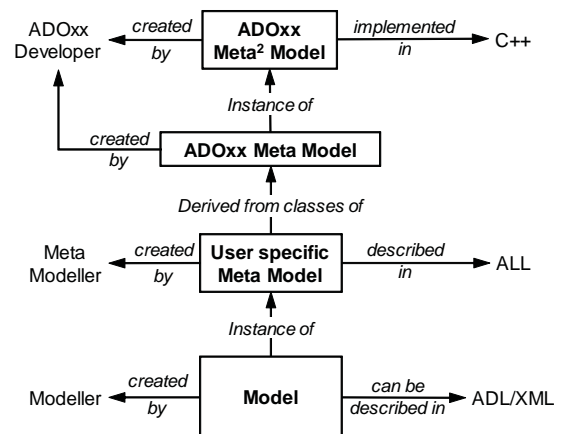 ADOxx
Developer
created
by
ADOxx
Meta² Model
implemented
in
C++
Instance of
created
by
ADOxx Meta Model
Derived from classes of
Meta
Modeller
created
by
User specific
Meta Model
described
in
ALL
Instance of
Modeller
created
by
Model
can be
described in
ADL/XML